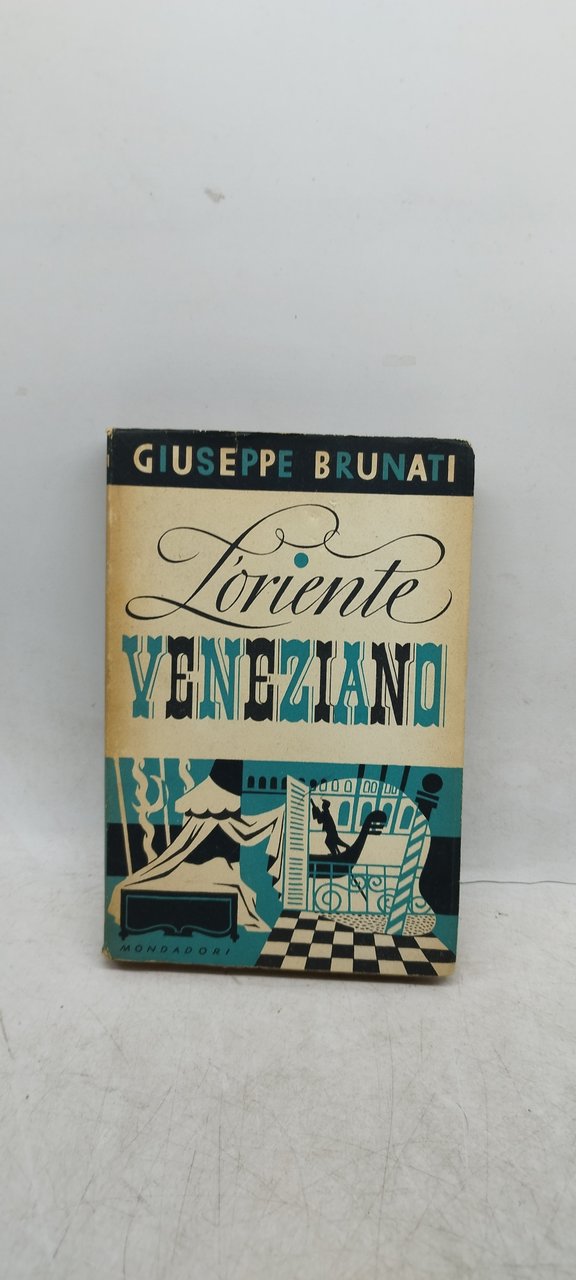 GIUSEPPE BRUNATI
L'oriente
VENEZIANO
MONDADORI